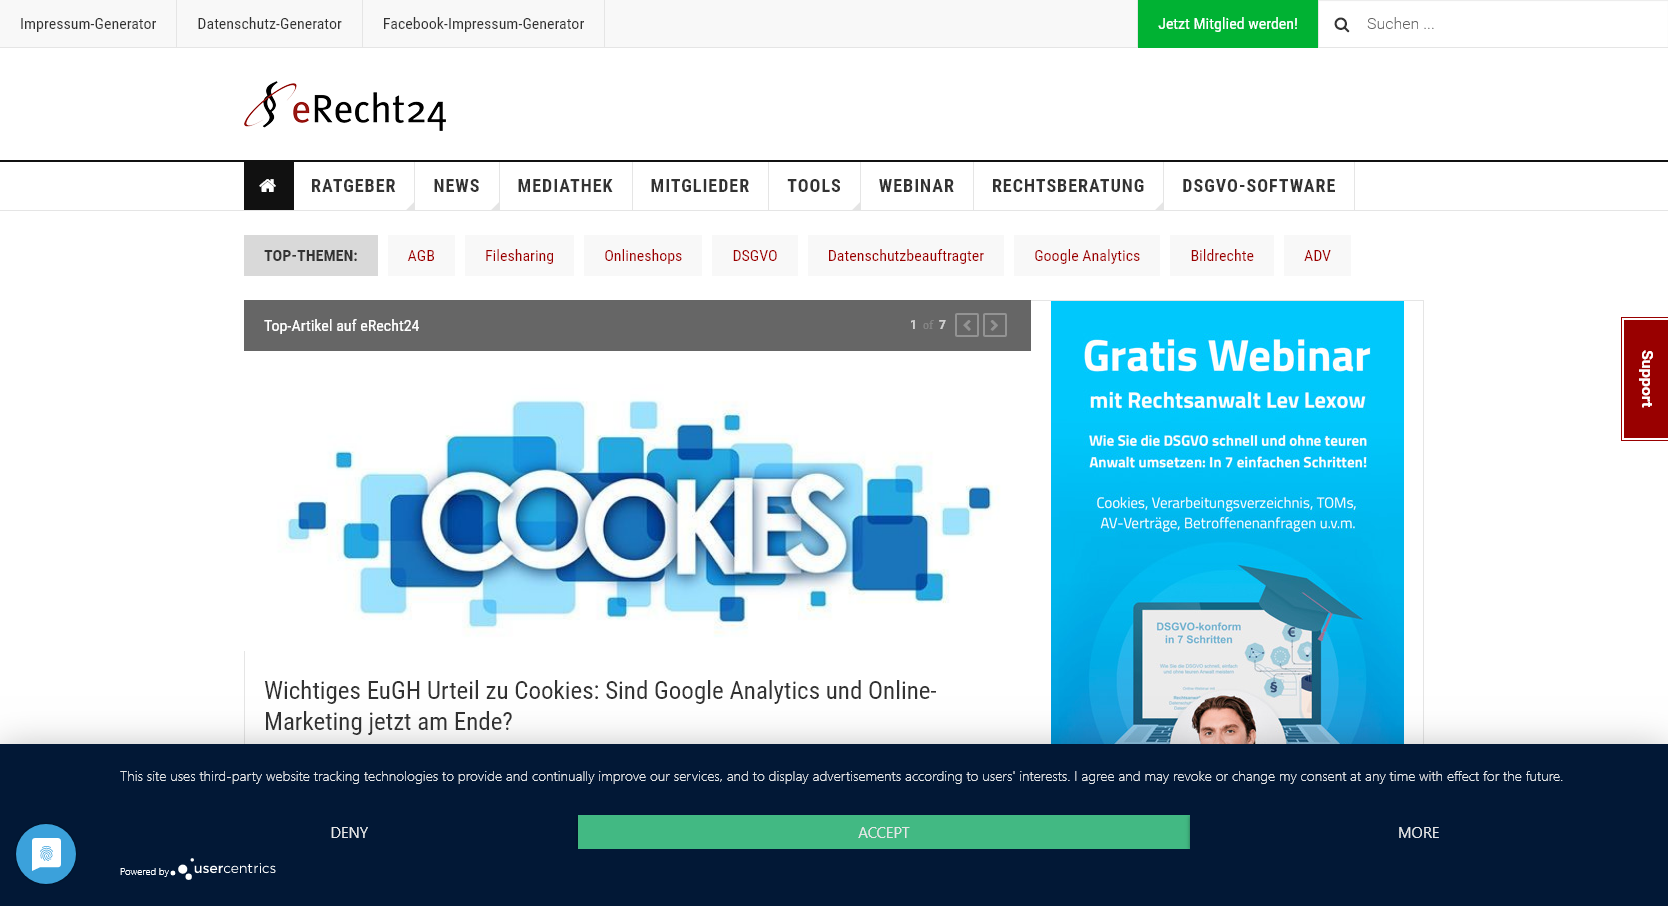 Impressum-Generator
Datenschutz-Generator
Facebook-Impressum-Generator
Jetzt Mitglied werden!
Suchen ...
eRecht24
RATGEBER
NEWS
MEDIATHEK
MITGLIEDER
TOOLS
WEBINAR
RECHTSBERATUNG
DSGVO-SOFTWARE
TOP-THEMEN:
AGB
Filesharing
Onlineshops
DSGVO
Datenschutzbeauftragter
Google Analytics
Bildrechte
ADV
Top-Artikel auf eRecht24
1 of 7
COOKIES
Wichtiges EuGH Urteil zu Cookies: Sind Google Analytics und Online-
Marketing jetzt am Ende?
Gratis Webinar
mit Rechtsanwalt Lev Lexow
Wie Sie die DSGVO schnell und ohne teuren
Anwalt umsetzen: In 7 einfachen Schritten!
Cookies, Verarbeitungsverzeichnis, TOMs,
AV-Verträge, Betroffenenanfragen u.v.m.
DSGVO-konform
in 7 Schritten
Support
This site uses third-party website tracking technologies to provide and continually improve our services, and to display advertisements according to users' interests. I agree and may revoke or change my consent at any time with effect for the future.
DENY
ACCEPT
MORE
Powered by usercentrics